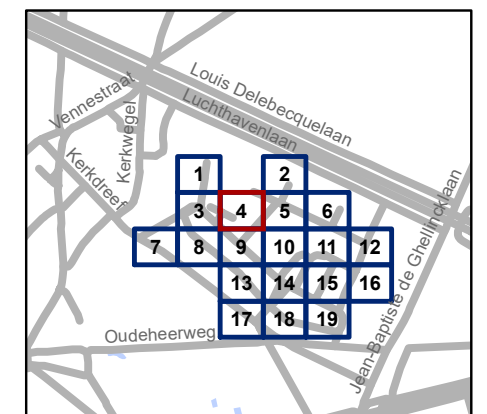 Louis Delebecquelaan
Luchthavenlaan
Vennestraat
Kerkwegel
Kerkdreef
1 2
3 4 5 6
7 8 9 10 11 12
13 14 15 16
17 18 19
Oudeheerweg
Jean-Baptiste de Ghellincklaan